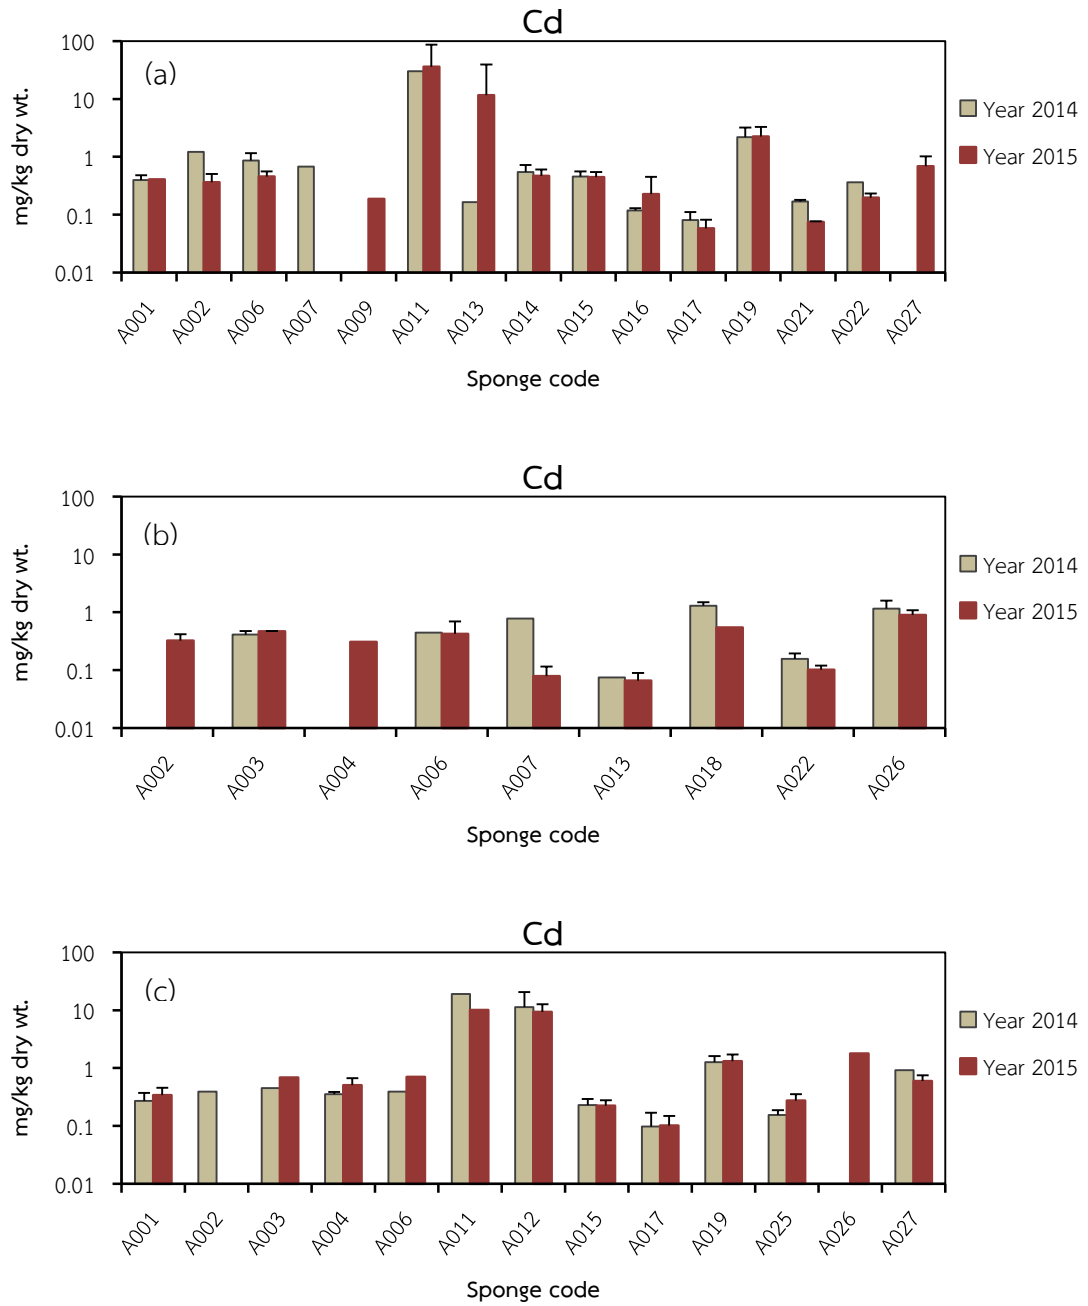 Cd
(a)
mg/kg dry wt.
100
10
1
0.1
0.01
Year 2014
Year 2015
A001 A002 A006 A007 A009 A011 A013 A014 A015 A016 A017 A019 A021 A022 A027
Sponge code
Cd
(b)
mg/kg dry wt.
100
10
1
0.1
0.01
Year 2014
Year 2015
A002 A003 A004 A006 A007 A013 A018 A022 A026
Sponge code
Cd
(c)
mg/kg dry wt.
100
10
1
0.1
0.01
Year 2014
Year 2015
A001 A002 A003 A004 A006 A011 A012 A015 A017 A019 A025 A026 A027
Sponge code